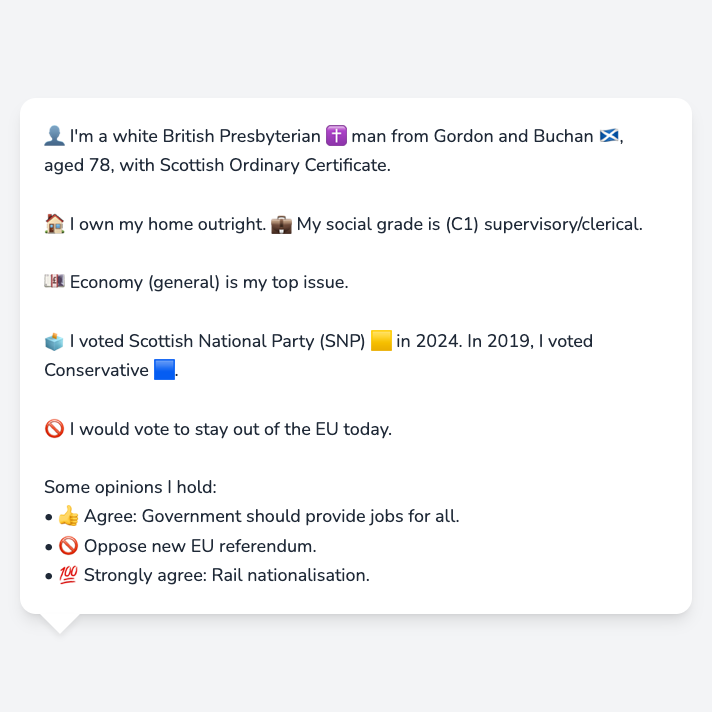 👤 I'm a white British Presbyterian ✝️ man from Gordon and Buchan 🏴󠁧󠁢󠁳󠁣󠁴󠁿,
aged 78, with Scottish Ordinary Certificate.
🏠 I own my home outright. 💼 My social grade is (C1) supervisory/clerical.
💷 Economy (general) is my top issue.
🗳️ I voted Scottish National Party (SNP) 🟨 in 2024. In 2019, I voted
Conservative 🟦.
🚫 I would vote to stay out of the EU today.
Some opinions I hold:
• 👍 Agree: Government should provide jobs for all.
• 🚫 Oppose new EU referendum.
• 💯 Strongly agree: Rail nationalisation.